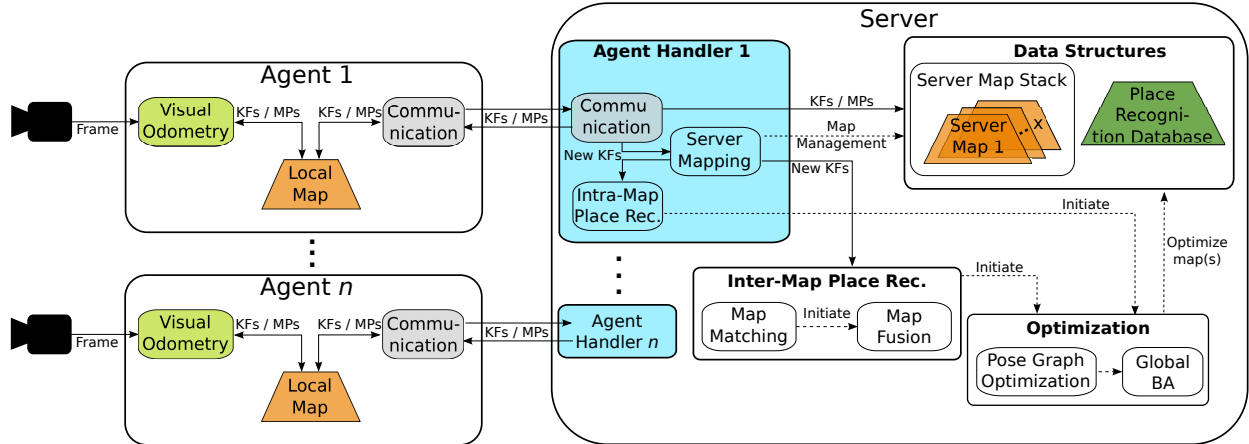 Server
Agent 1
Frame
Visual
Odometry
KFs / MPs
KFs / MPs
Commu-
nication
Local
Map
KFs / MPs
Agent Handler 1
Commu
nication
New KFs
Server
Mapping
Intra-Map
Place Rec.
KFs / MPs
Map
Management
New KFs
Data Structures
Server Map Stack
Server
Map 1
... x
Place
Recogni-
tion Database
Initiate
Optimize
map(s)
Agent n
Frame
Visual
Odometry
KFs / MPs
KFs / MPs
Commu-
nication
Local
Map
KFs / MPs
Agent
Handler n
Inter-Map Place Rec.
Map
Matching
Initiate
Map
Fusion
Initiate
Optimization
Pose Graph
Optimization
Global
BA